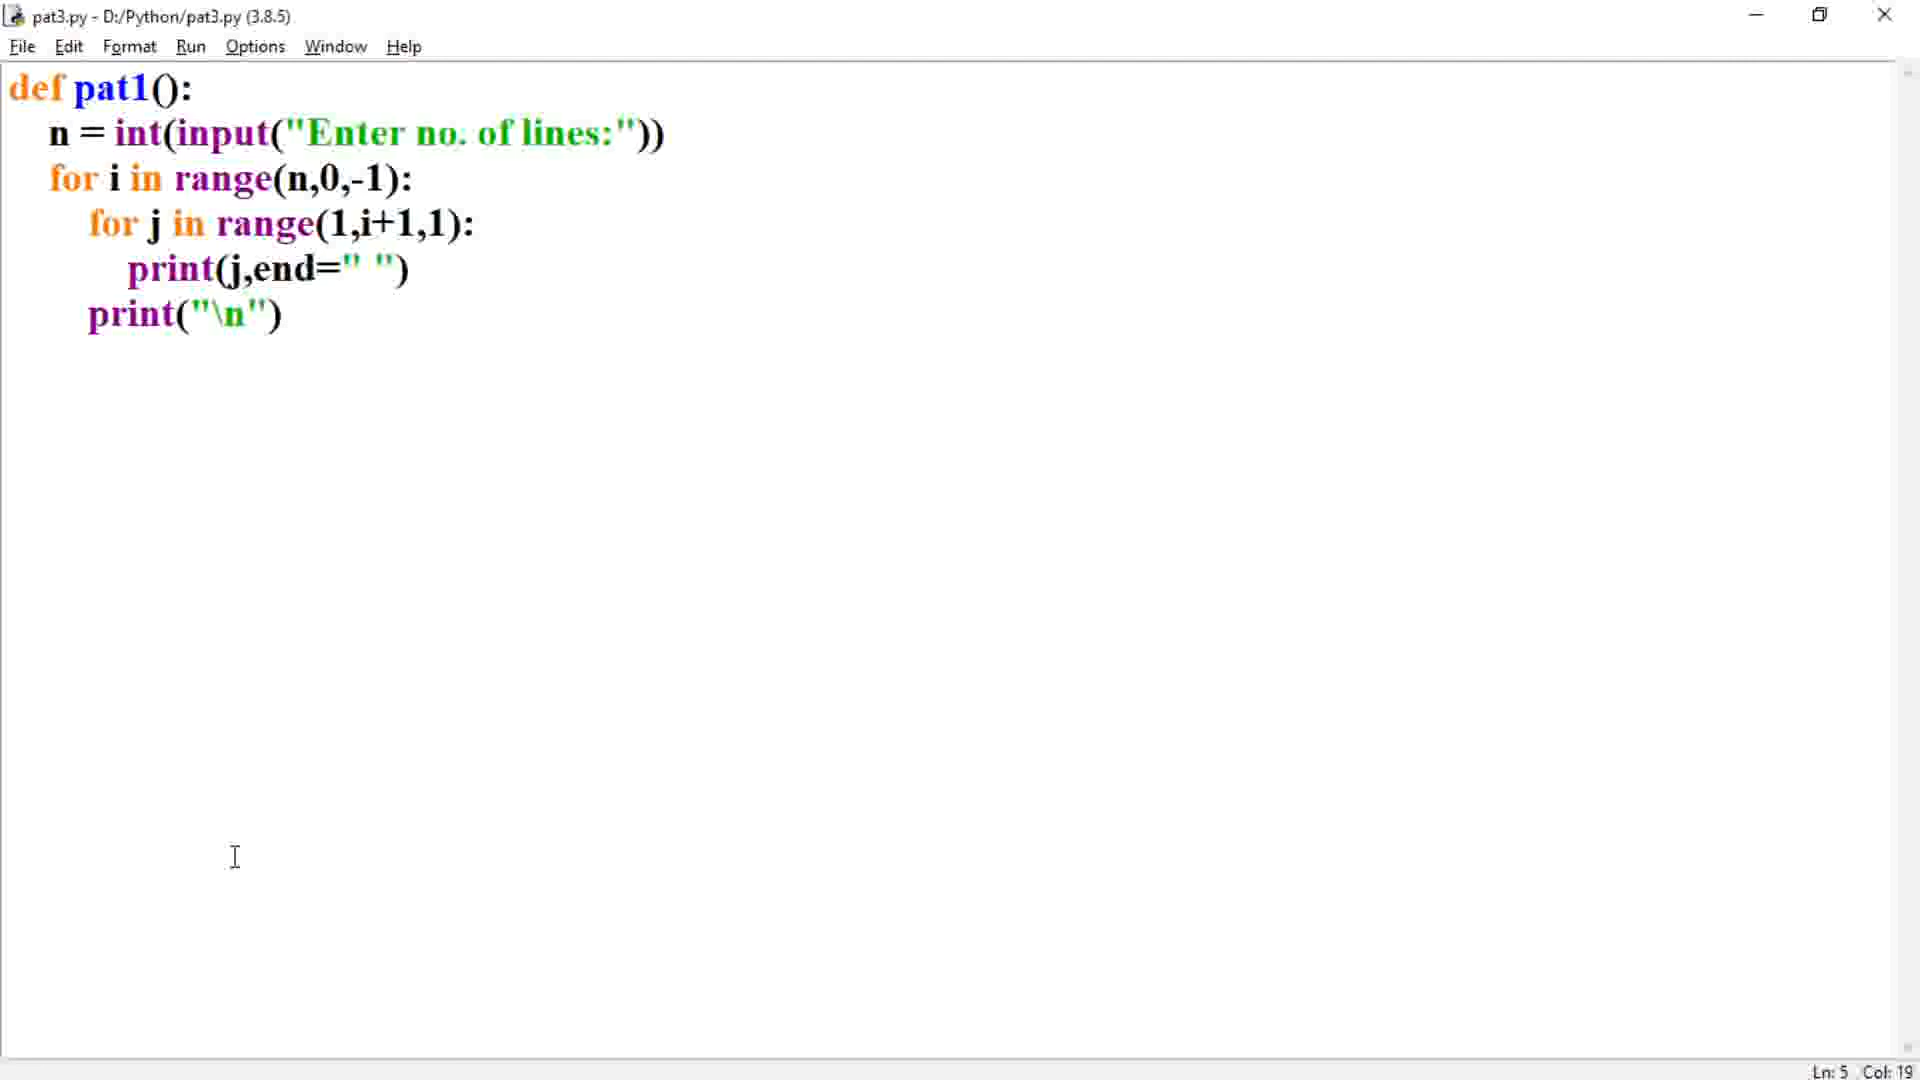 pat3.py - D:/Python/pat3.py (3.8.5)
File Edit Format Run Options Window Help
def pat1():
    n = int(input("Enter no. of lines:"))
    for i in range(n,0,-1):
        for j in range(1,i+1,1):
            print(j,end=" ")
        print("\n")
Ln: 5 Col: 19